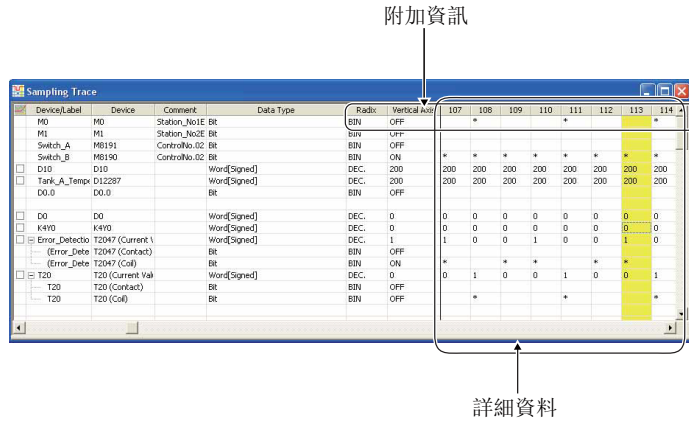 附加資訊
Sampling Trace
Device/Label Device Comment Data Type Radix Vertical Axis 107 108 109 110 111 112 113 114
M0 M0 Station_No1E Bit BIN OFF * * *
M1 M1 Station_No2E Bit BIN OFF
Switch_A M8191 ControlNo.02 Bit BIN OFF
Switch_B M8190 ControlNo.02 Bit BIN ON * * * * * * * *
D10 D10 Word[Signed] DEC. 200 200 200 200 200 200 200 200 200
Tank_A_Tempe D12287 Word[Signed] DEC. 200 200 200 200 200 200 200 200 200
D0.0 D0.0 Bit BIN OFF
D0 D0 Word[Signed] DEC. 0 0 0 0 0 0 0 0 0
K4Y0 K4Y0 Word[Signed] DEC. 0 0 0 0 0 0 0 0 0
Error_Detectio T2047 (Current V Word[Signed] DEC. 1 1 0 0 1 0 0 1 0
(Error_Dete T2047 (Contact) Bit BIN OFF
(Error_Dete T2047 (Coil) Bit BIN ON * * * * *
T20 T20 (Current Valu Word[Signed] DEC. 0 0 1 0 0 1 0 0 1
T20 T20 (Contact) Bit BIN OFF
T20 T20 (Coil) Bit BIN OFF * * *
詳細資料